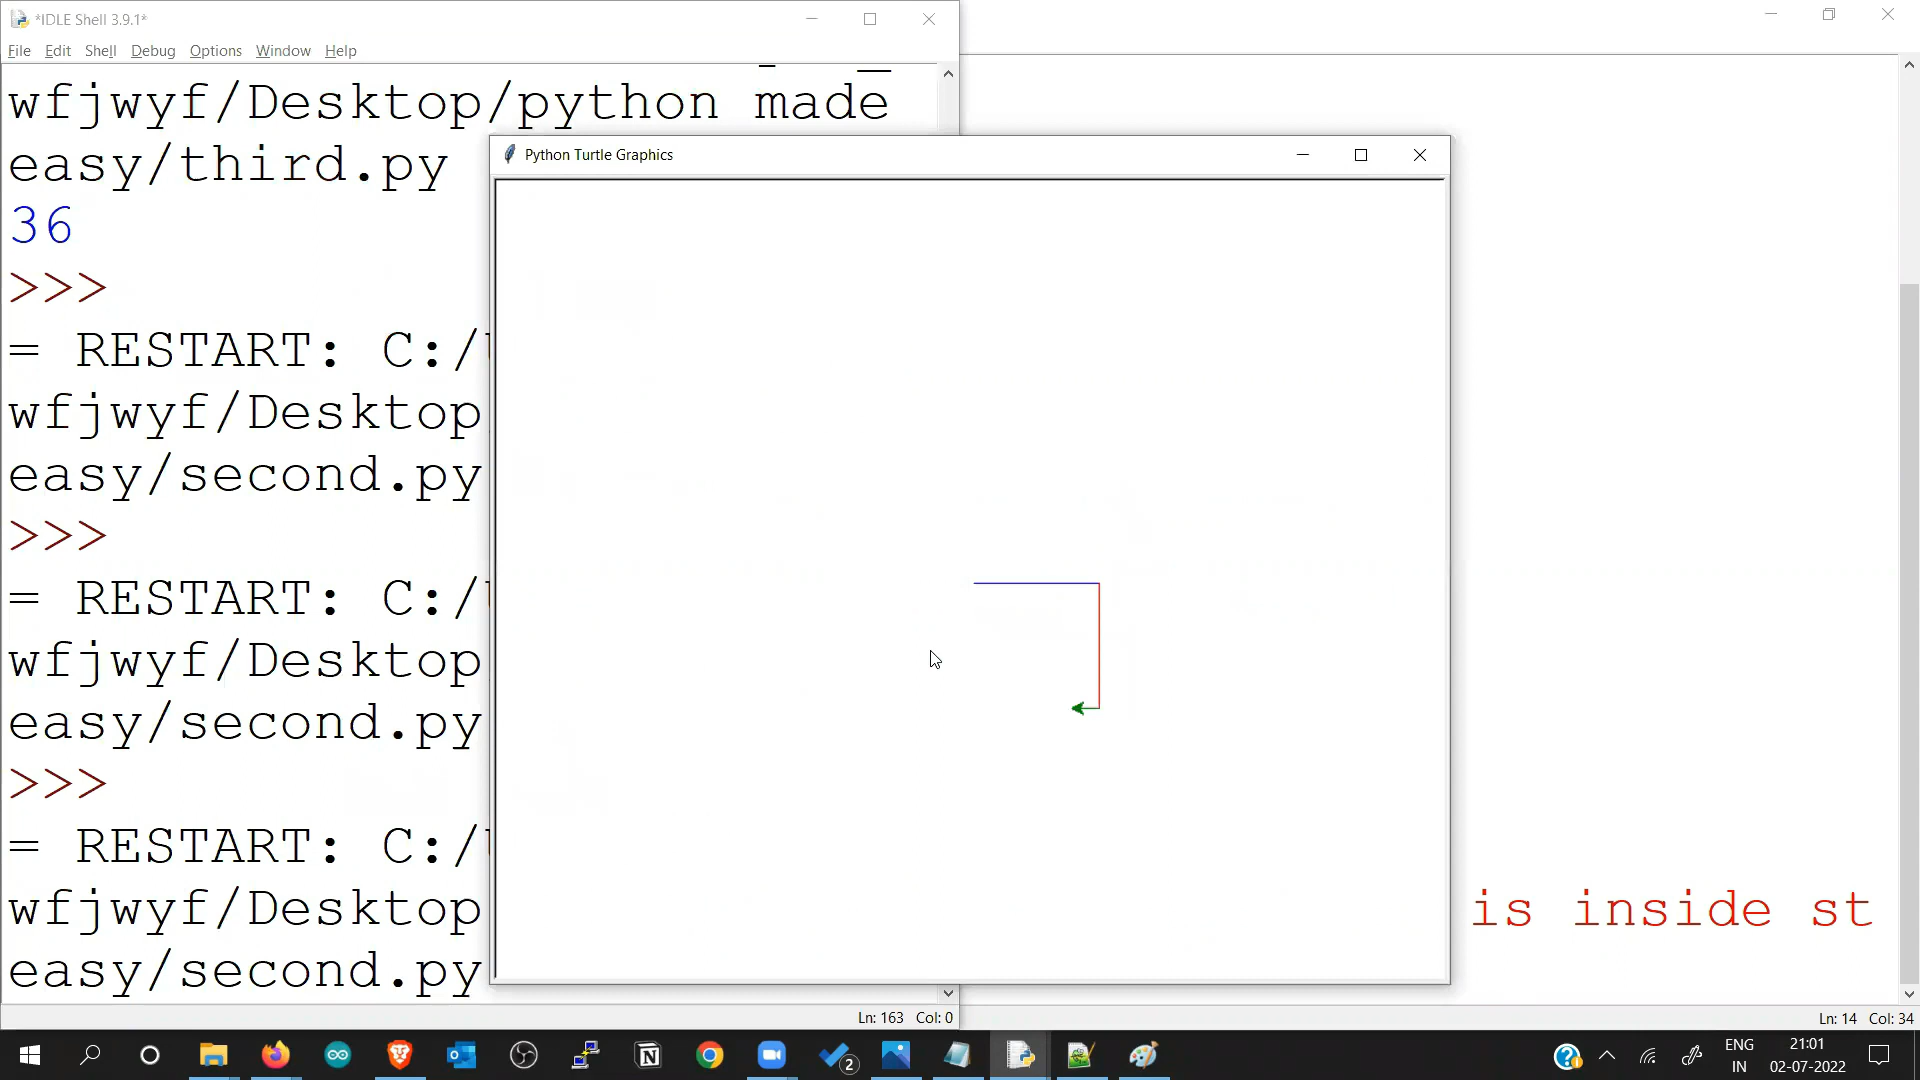 *IDLE Shell 3.9.1*
File Edit Shell Debug Options Window Help
wfjwyf/Desktop/python made
easy/third.py
36
>>>
= RESTART: C:/
wfjwyf/Desktop
easy/second.py
>>>
= RESTART: C:/
wfjwyf/Desktop
easy/second.py
>>>
= RESTART: C:/
wfjwyf/Desktop
easy/second.py
Ln: 163 Col: 0
Python Turtle Graphics
is inside st
Ln: 14 Col: 34
2
ENG
IN
21:01
02-07-2022